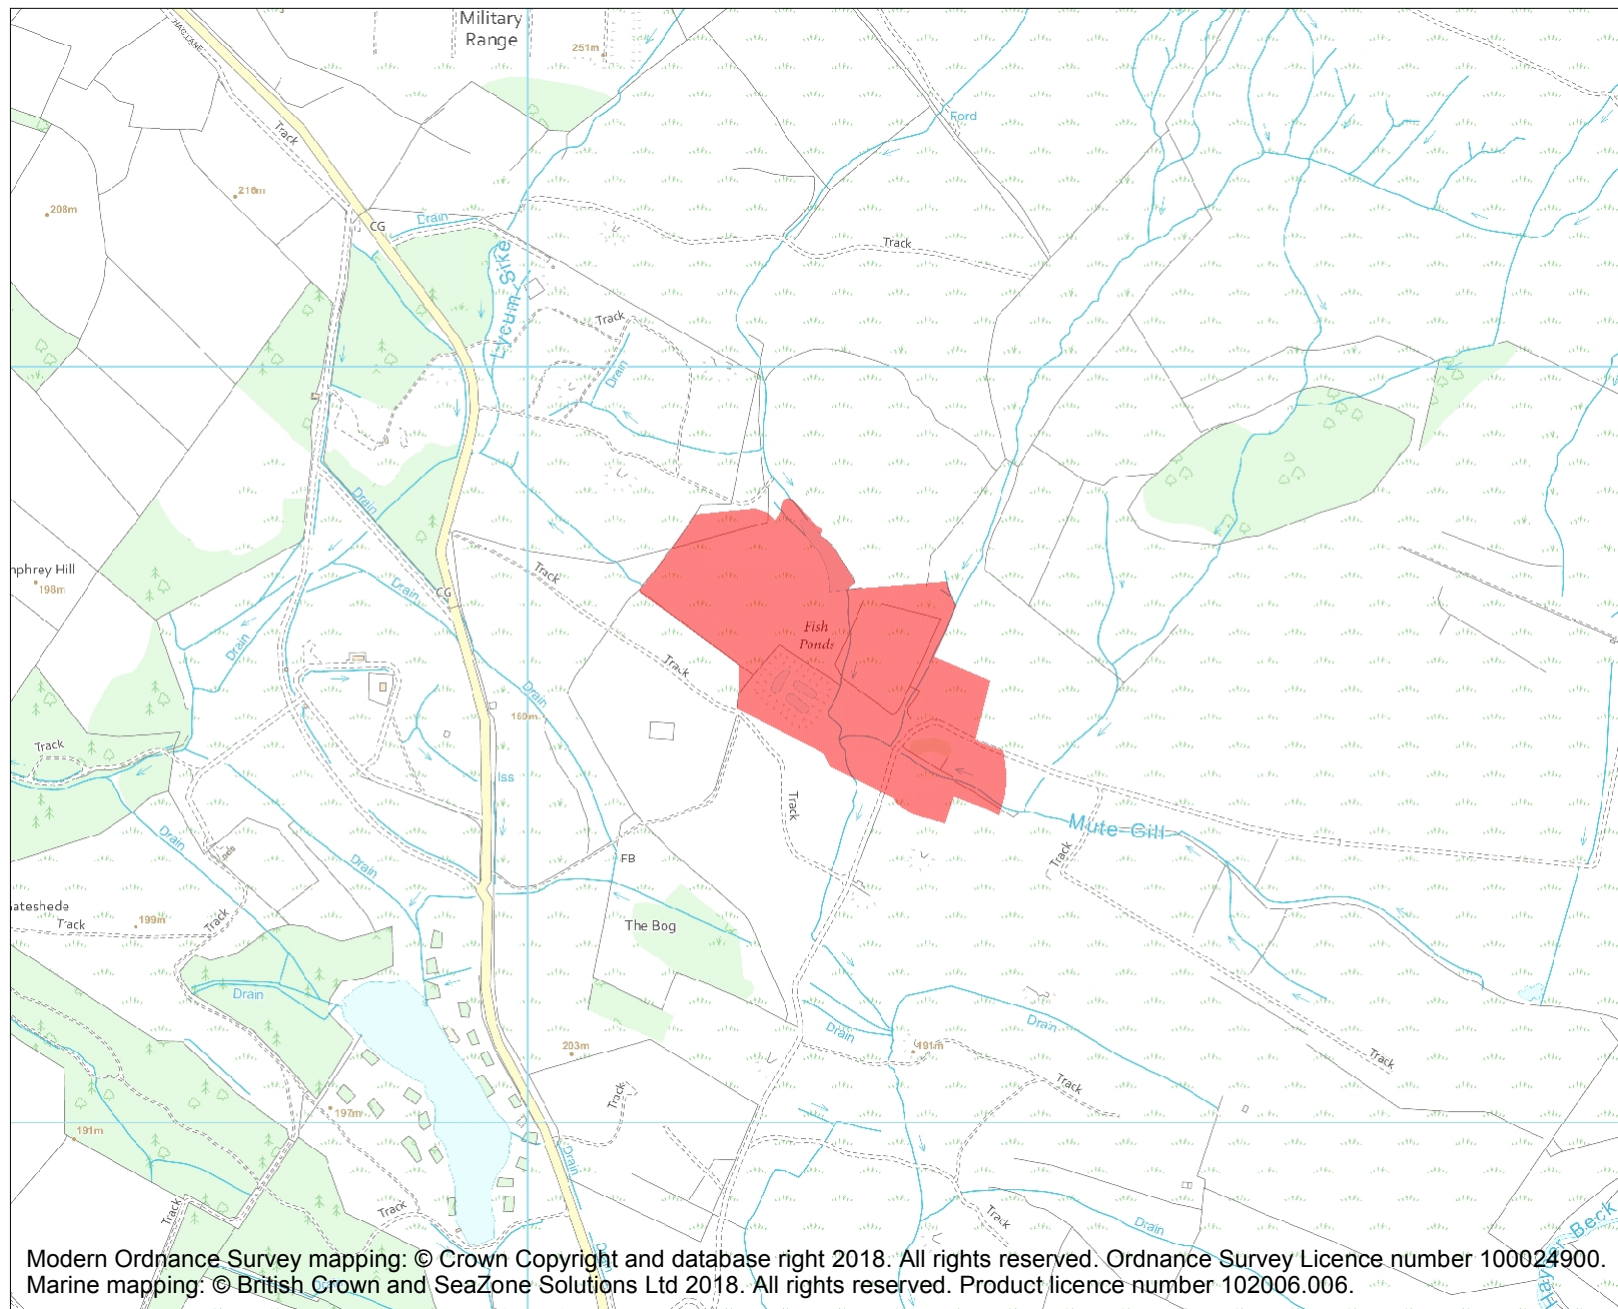 Military
Range
251m
Ford
Track
216m
208m
CG
Drain
Track
Lycum Sike
Track
Drain
Drain
nphrey Hill
198m
Track
Drain
CG
Fish
Ponds
Drain
Track
Drain
169m
Track
Iss
Track
Mute Gill
Drain
Drain
FB
Track
ateshede
Track
199m
Track
The Bog
Drain
Drain
Drain
203m
191m
Track
Track
Track
197m
191m
Drain
Track
Track
Track
Drain
Beck
Modern Ordnance Survey mapping: © Crown Copyright and database right 2018. All rights reserved. Ordnance Survey Licence number 100024900.
Marine mapping: © British Crown and SeaZone Solutions Ltd 2018. All rights reserved. Product licence number 102006.006.
Drain